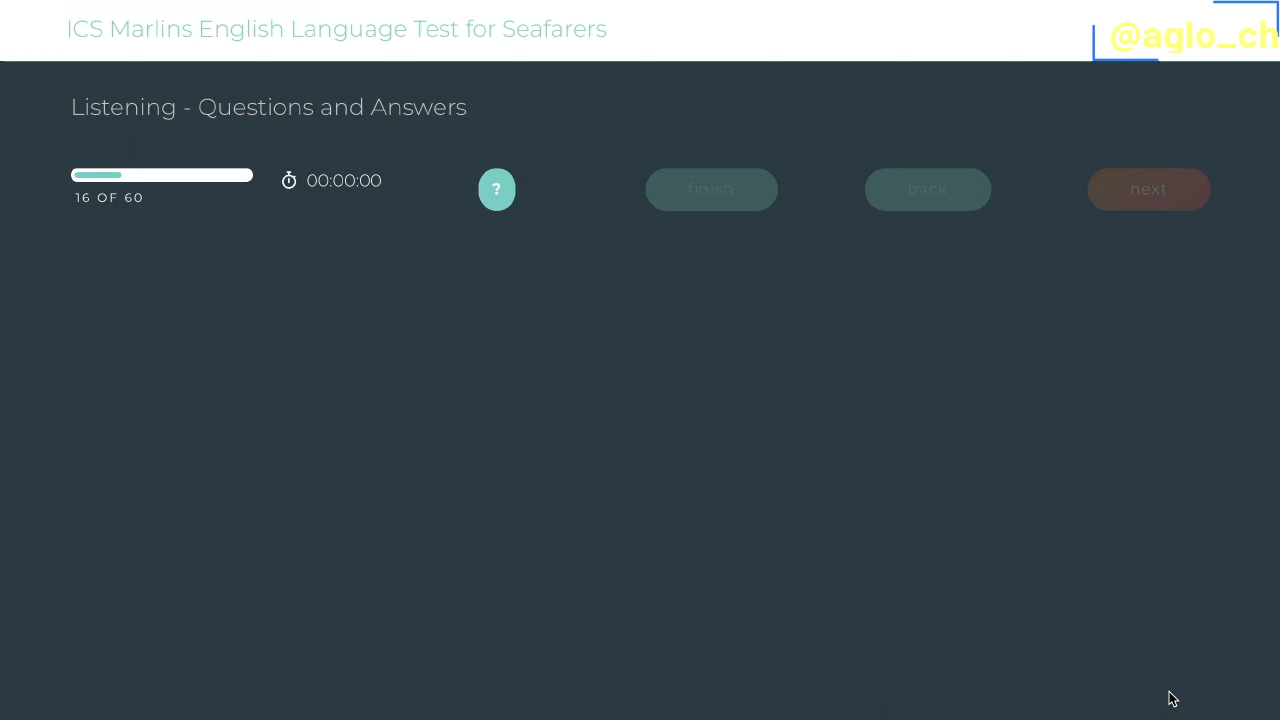 ICS Marlins English Language Test for Seafarers
@aglo_ch
Listening - Questions and Answers
16 OF 60
00:00:00
?
finish
back
next